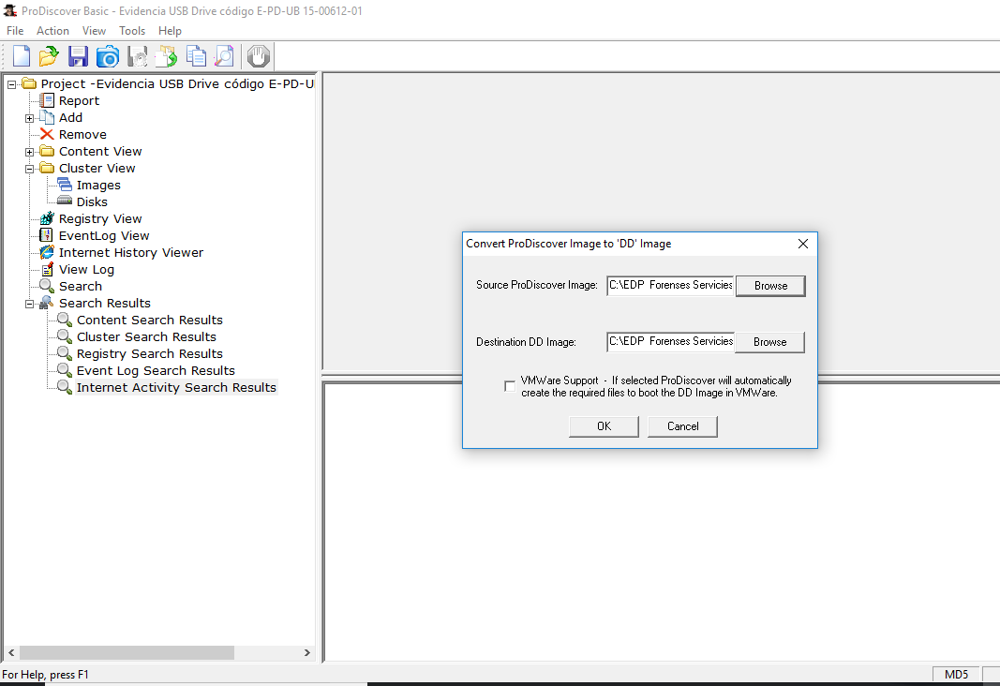 ProDiscover Basic - Evidencia USB Drive código E-PD-UB 15-00612-01
File Action View Tools Help
Project -Evidencia USB Drive código E-PD-U
Report
Add
Remove
Content View
Cluster View
Images
Disks
Registry View
EventLog View
Internet History Viewer
View Log
Search
Search Results
Content Search Results
Cluster Search Results
Registry Search Results
Event Log Search Results
Internet Activity Search Results
Convert ProDiscover Image to 'DD' Image
Source ProDiscover Image: C:\EDP Forenses Servicies Browse
Destination DD Image: C:\EDP Forenses Servicies Browse
VMWare Support - If selected ProDiscover will automatically
create the required files to boot the DD Image in VMWare.
OK Cancel
For Help, press F1 MD5